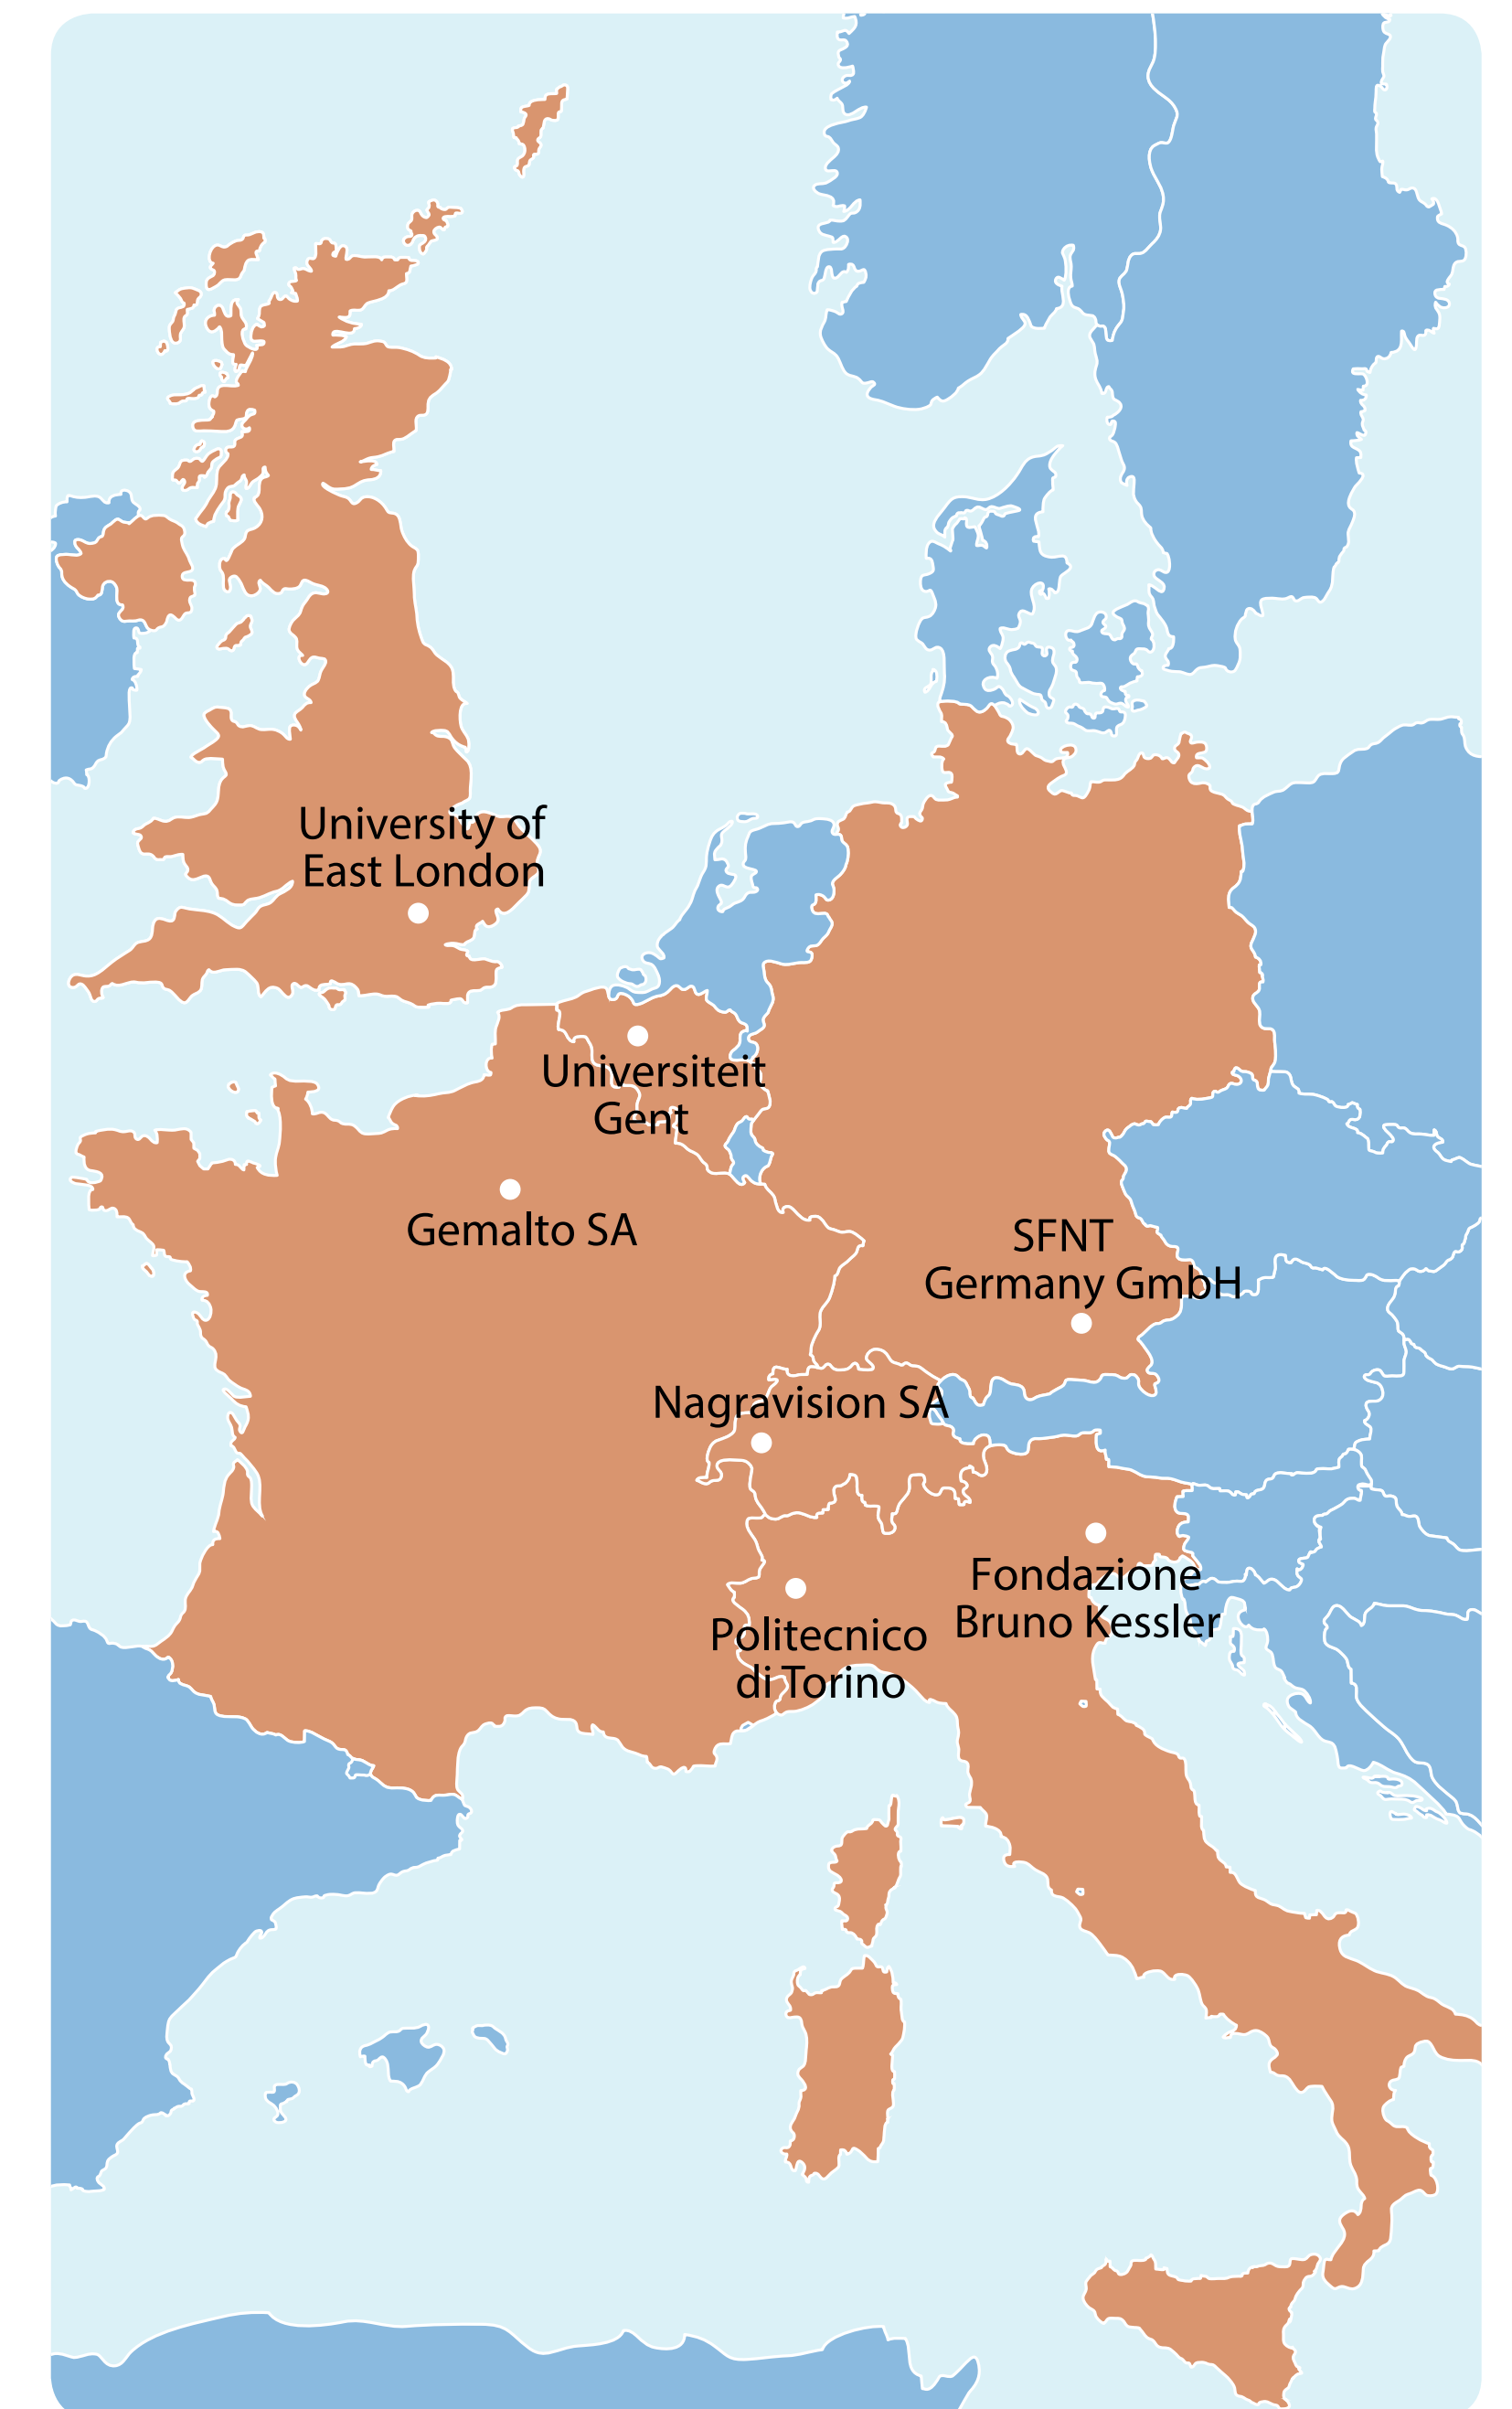 University of
East London
Universiteit
Gent
Gemalto SA
SFNT
Germany GmbH
Nagravision SA
Fondazione
Bruno Kessler
Politecnico
di Torino